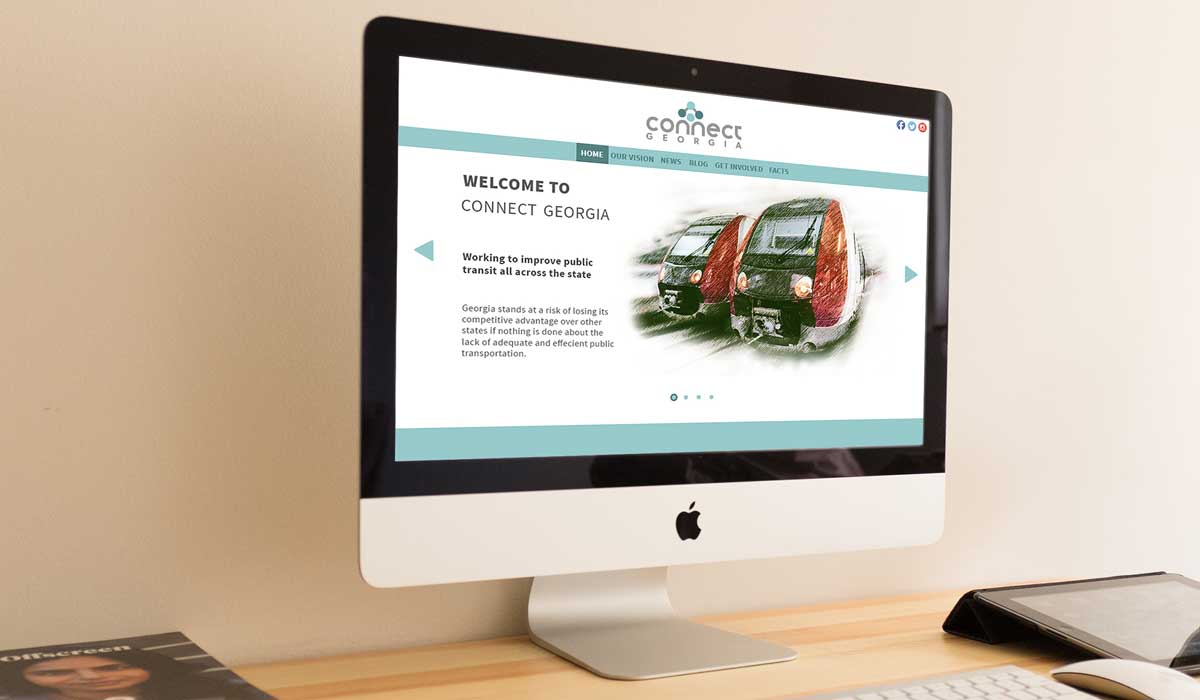 connect
GEORGIA
HOME OUR VISION NEWS BLOG GET INVOLVED FACTS
WELCOME TO
CONNECT GEORGIA
Working to improve public
transit all across the state
Georgia stands at a risk of losing its
competitive advantage over other
states if nothing is done about the
lack of adequate and effecient public
transportation.
Offscreen